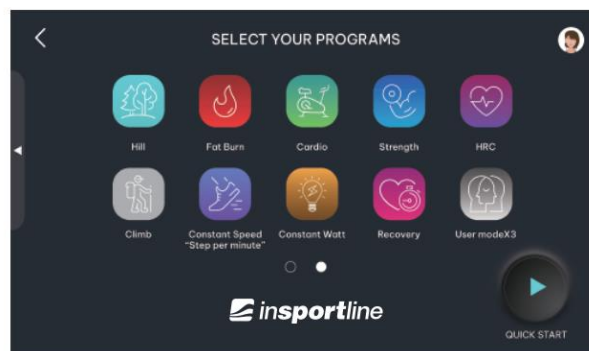 SELECT YOUR PROGRAMS
Hill
Fat Burn
Cardio
Strength
HRC
Climb
Constant Speed
"Step per minute"
Constant Watt
Recovery
User modeX3
insportline
QUICK START